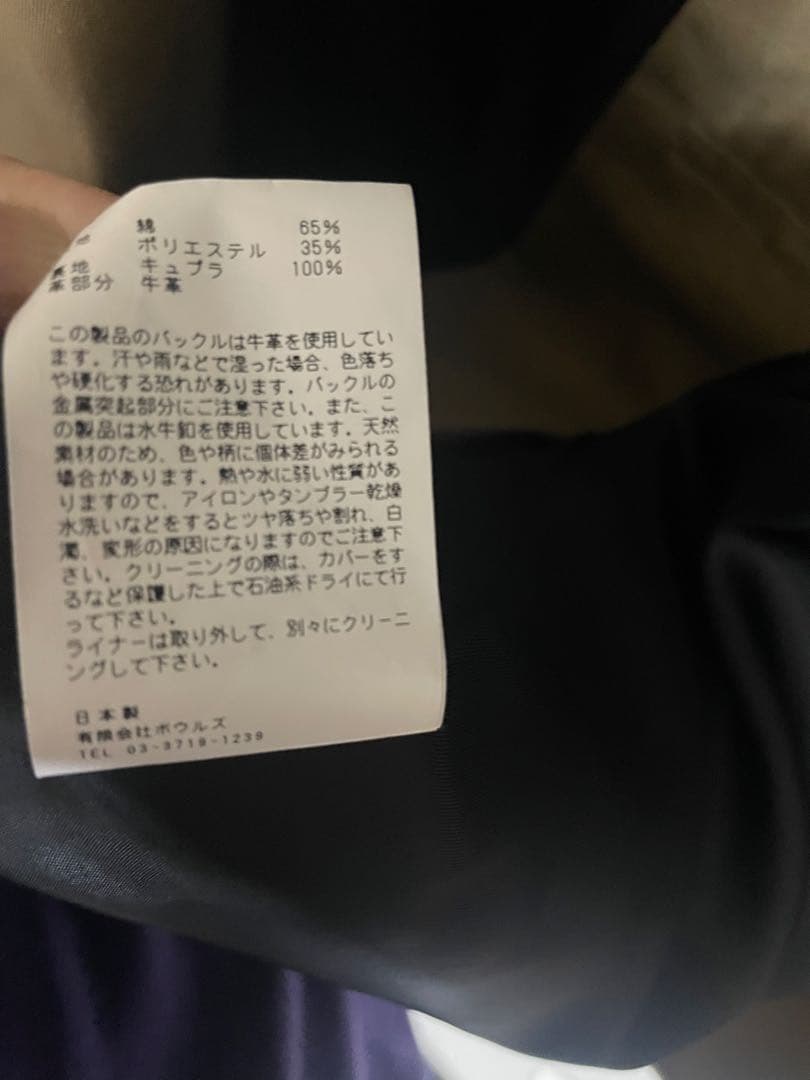 地 綿 65%
ポリエステル 35%
裏地 キュプラ 100%
革部分 牛革
この製品のバックルは牛革を使用してい
ます。汗や雨などで湿った場合、色落ち
や硬化する恐れがあります。バックルの
金属突起部分にご注意下さい。また、こ
の製品は水牛釦を使用しています。天然
素材のため、色や柄に個体差がみられる
場合があります。熱や水に弱い性質があ
りますので、アイロンやタンブラー乾燥
水洗いなどをするとツヤ落ちや割れ、白
濁、変形の原因になりますのでご注意下
さい。クリーニングの際は、カバーをす
るなど保護した上で石油系ドライにて行
って下さい。
ライナーは取り外して、別々にクリーニ
ングして下さい。
日本製
有限会社ボウルズ
TEL 03-3719-1239